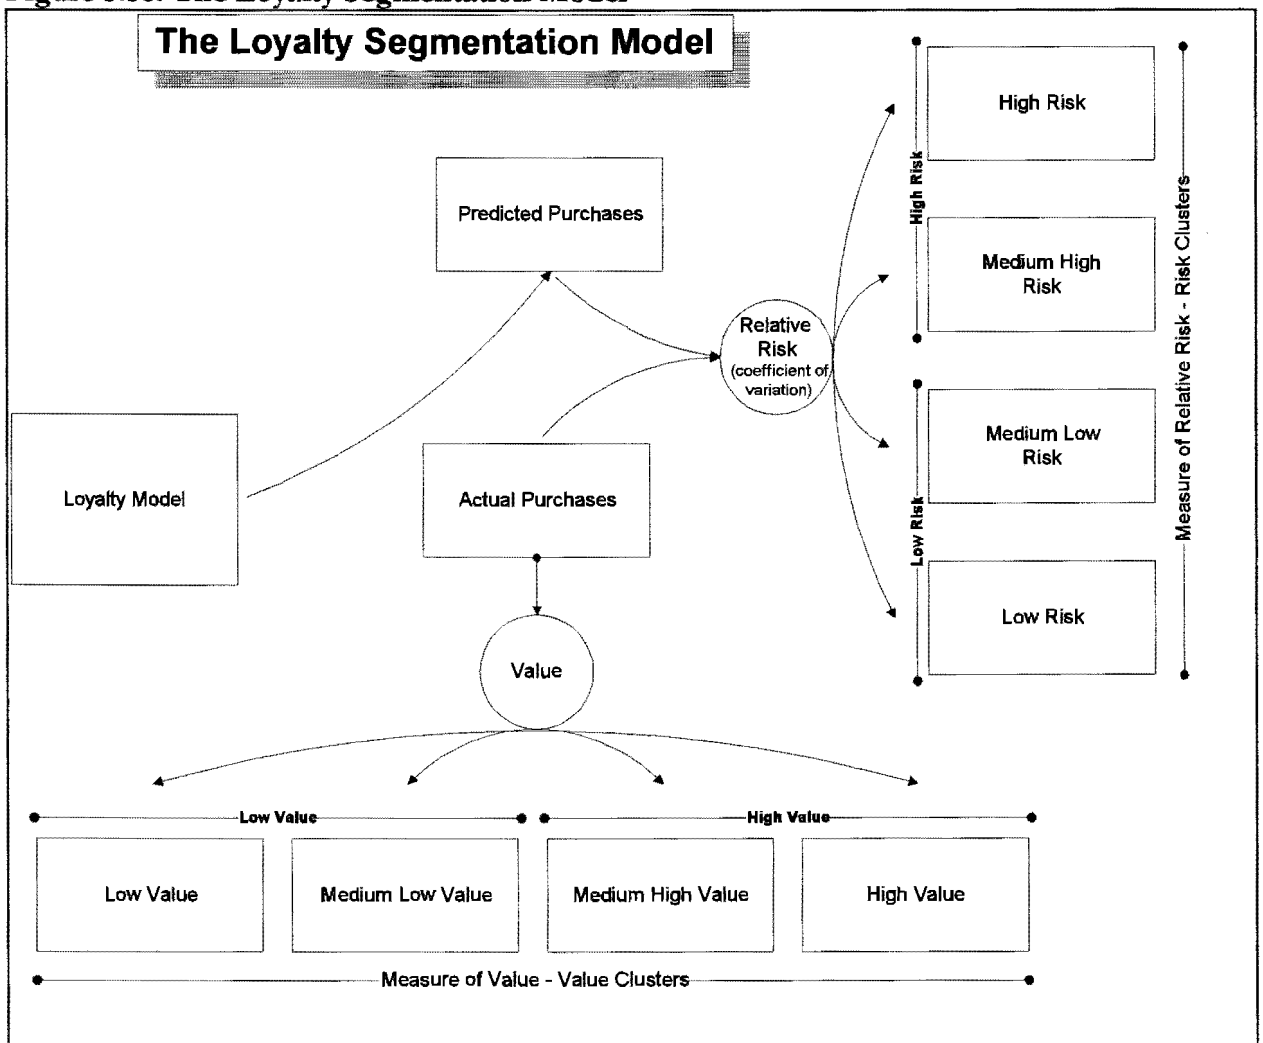 The Loyalty Segmentation Model
High Risk
Predicted Purchases
High Risk
Medium High
Risk
Relative
Risk
(coefficient of
variation)
Measure of Relative Risk - Risk Clusters
Medium Low
Risk
Loyalty Model
Actual Purchases
Low Risk
Low Risk
Value
Low Value
High Value
Low Value
Medium Low Value
Medium High Value
High Value
Measure of Value - Value Clusters